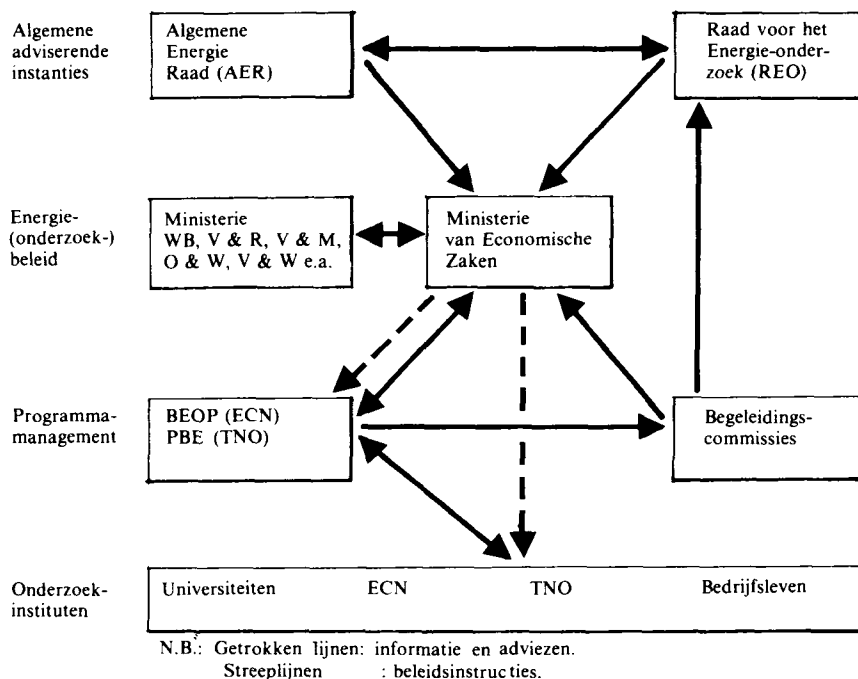 Algemene
adviserende
instanties
Algemene
Energie
Raad (AER)
Raad voor het
Energie-onder-
zoek (REO)
Energie-
(onderzoek-)
beleid
Ministerie
WB, V & R, V & M,
O & W, V & W e.a.
Ministerie
van Economische
Zaken
Programma-
management
BEOP (ECN)
PBE (TNO)
Begeleidings-
commissies
Onderzoek-
instituten
Universiteiten ECN TNO Bedrijfsleven
N.B.: Getrokken lijnen: informatie en adviezen.
Streeplijnen : beleidsinstructies.